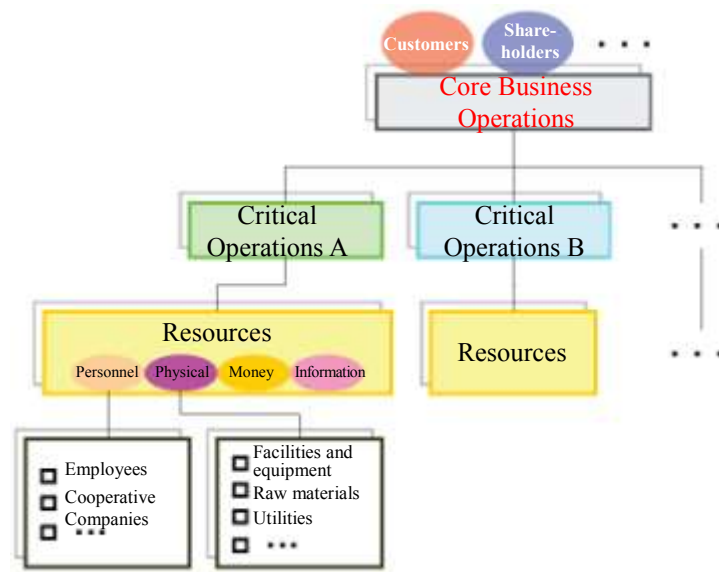 Customers
Share-
holders
...
Core Business
Operations
Critical
Operations A
Critical
Operations B
...
Resources
Personnel
Physical
Money
Information
Resources
...
Employees
Cooperative
Companies
...
Facilities and
equipment
Raw materials
Utilities
...